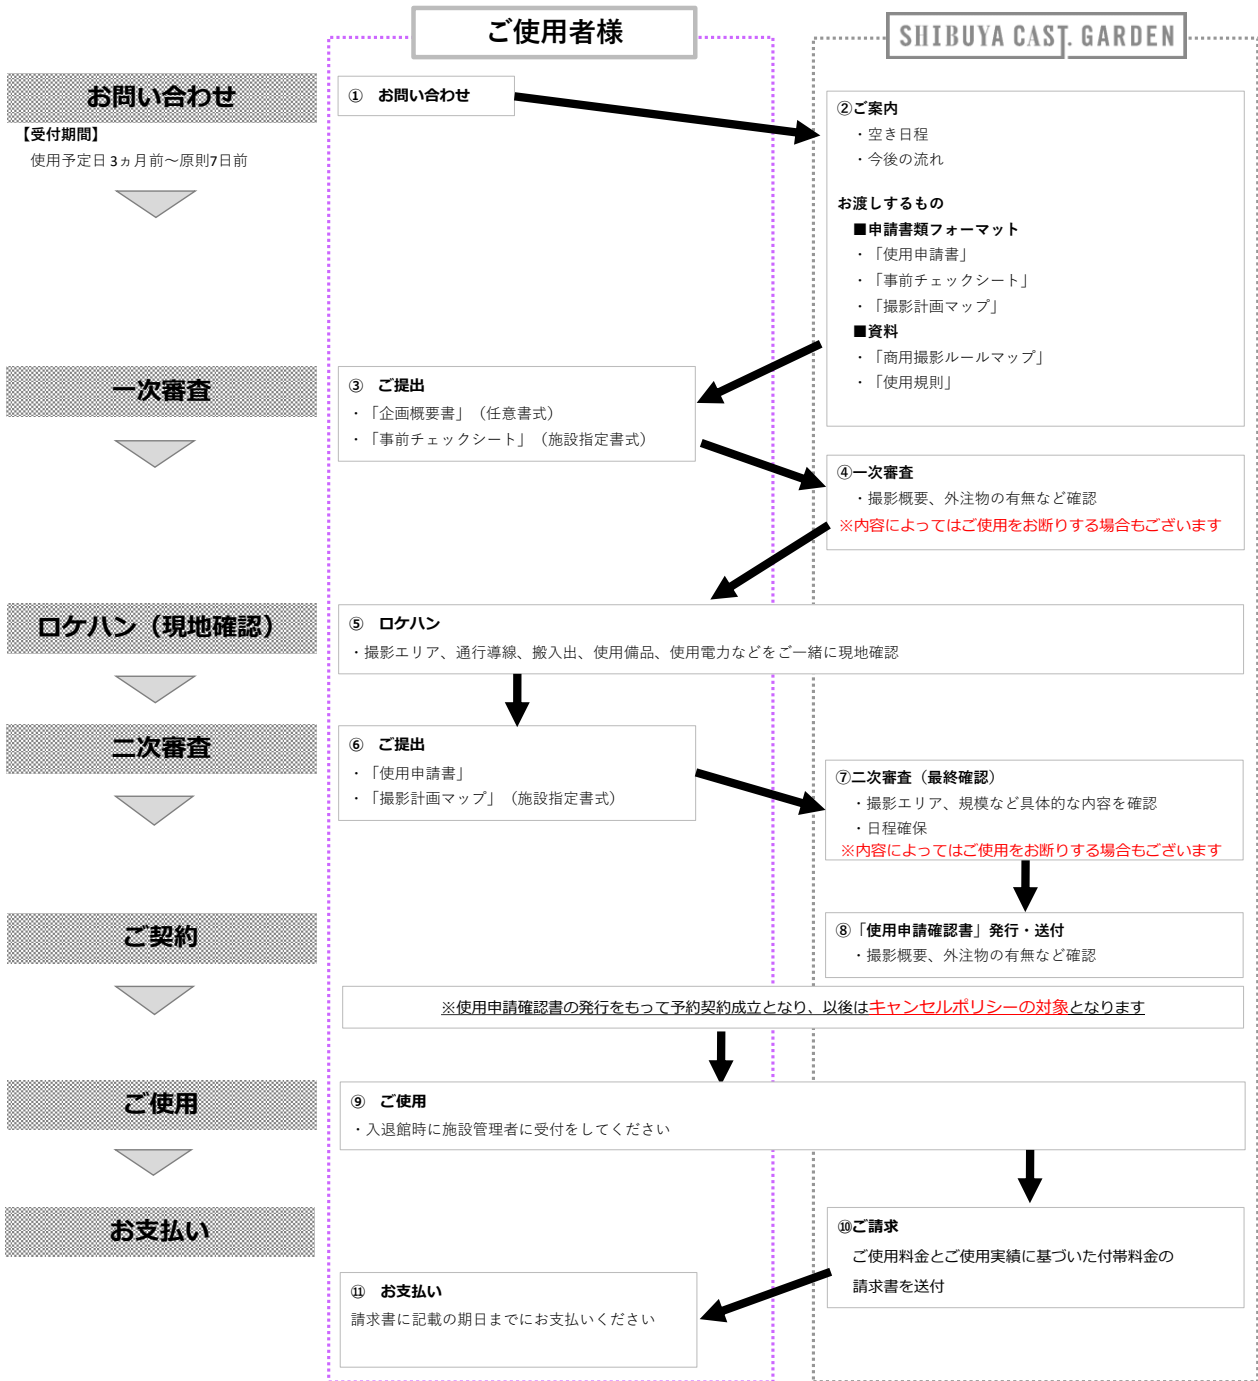 ご使用者様
SHIBUYA CAST. GARDEN
お問い合わせ
【受付期間】
使用予定日3ヵ月前～原則7日前
① お問い合わせ
②ご案内
・空き日程
・今後の流れ
お渡しするもの
■申請書類フォーマット
・「使用申請書」
・「事前チェックシート」
・「撮影計画マップ」
■資料
・「商用撮影ルールマップ」
・「使用規則」
一次審査
③ ご提出
・「企画概要書」（任意書式）
・「事前チェックシート」（施設指定書式）
④一次審査
・撮影概要、外注物の有無など確認
※内容によってはご使用をお断りする場合もございます
ロケハン（現地確認）
⑤ ロケハン
・撮影エリア、通行導線、搬入出、使用備品、使用電力などをご一緒に現地確認
二次審査
⑥ ご提出
・「使用申請書」
・「撮影計画マップ」（施設指定書式）
⑦二次審査（最終確認）
・撮影エリア、規模など具体的な内容を確認
・日程確保
※内容によってはご使用をお断りする場合もございます
ご契約
⑧「使用申請確認書」発行・送付
・撮影概要、外注物の有無など確認
※使用申請確認書の発行をもって予約契約成立となり、以後はキャンセルポリシーの対象となります
ご使用
⑨ ご使用
・入退館時に施設管理者に受付をしてください
お支払い
⑩ご請求
ご使用料金とご使用実績に基づいた付帯料金の
請求書を送付
⑪ お支払い
請求書に記載の期日までにお支払いください